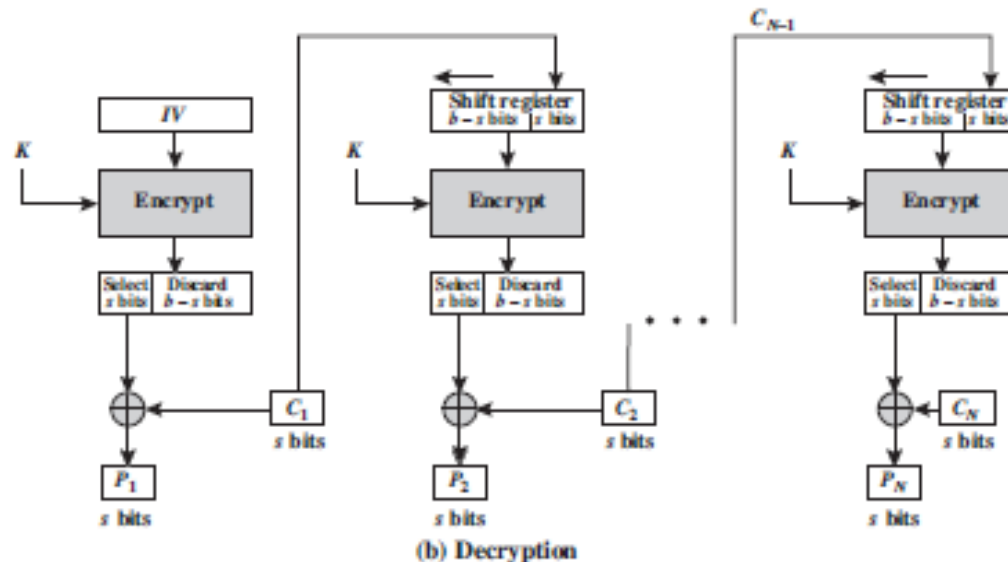 C_{N-1}
IV
Shift register
b – s bits | s bits
Shift register
b – s bits | s bits
K
K
K
Encrypt
Encrypt
Encrypt
Select Discard
s bits b – s bits
Select Discard
s bits b – s bits
Select Discard
s bits b – s bits
• • •
C_1
C_2
C_N
s bits
s bits
s bits
P_1
P_2
P_N
s bits
s bits
s bits
(b) Decryption